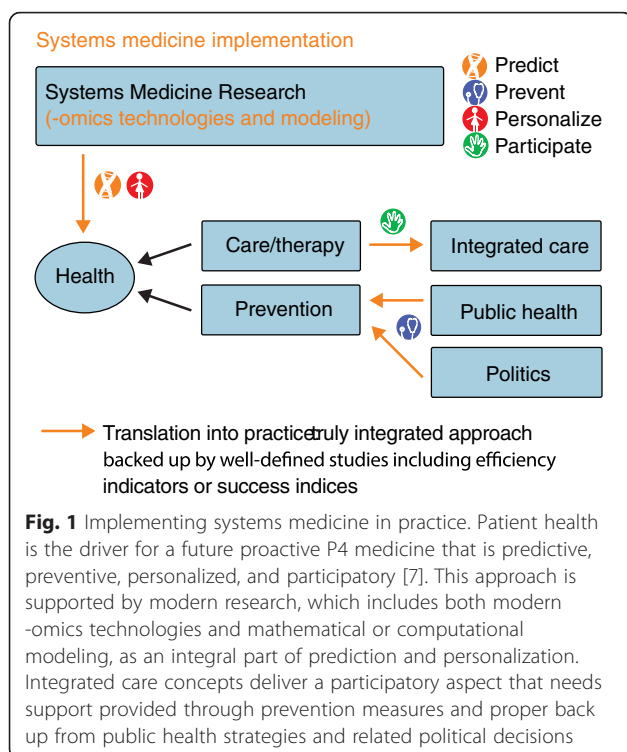 Systems medicine implementation
Systems Medicine Research
(-omics technologies and modeling)
Predict
Prevent
Personalize
Participate
Care/therapy
Integrated care
Health
Prevention
Public health
Politics
Translation into practice:truly integrated approach
backed up by well-defined studies including efficiency
indicators or success indices
Fig. 1 Implementing systems medicine in practice. Patient health
is the driver for a future proactive P4 medicine that is predictive,
preventive, personalized, and participatory [7]. This approach is
supported by modern research, which includes both modern
-omics technologies and mathematical or computational
modeling, as an integral part of prediction and personalization.
Integrated care concepts deliver a participatory aspect that needs
support provided through prevention measures and proper back
up from public health strategies and related political decisions